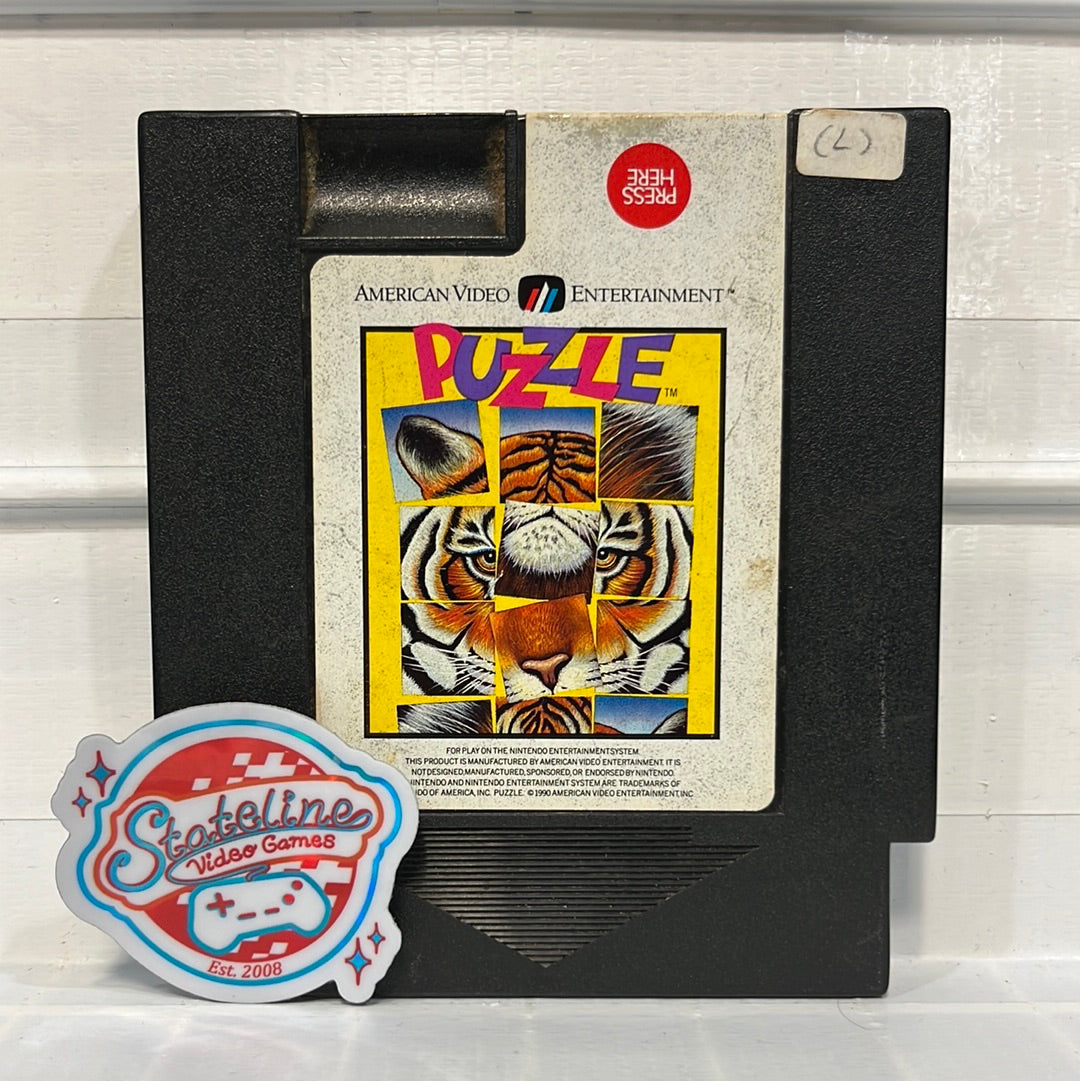 (L)
PRESS
HERE
AMERICAN VIDEO ENTERTAINMENT™
PUZZLE™
FOR PLAY ON THE NINTENDO ENTERTAINMENT SYSTEM.
THIS PRODUCT IS MANUFACTURED BY AMERICAN VIDEO ENTERTAINMENT. IT IS
NOT DESIGNED, MANUFACTURED, SPONSORED, OR ENDORSED BY NINTENDO.
NINTENDO AND NINTENDO ENTERTAINMENT SYSTEM ARE TRADEMARKS OF
DO OF AMERICA, INC. PUZZLE. © 1990 AMERICAN VIDEO ENTERTAINMENT, INC
Stateline
Video Games
Est. 2008